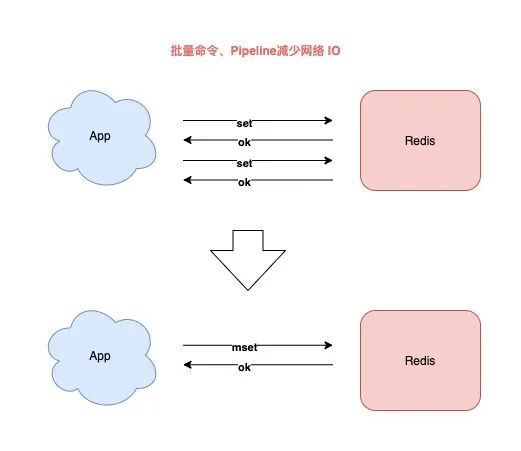 批量命令、Pipeline减少网络 IO
App
set
ok
set
ok
Redis
App
mset
ok
Redis